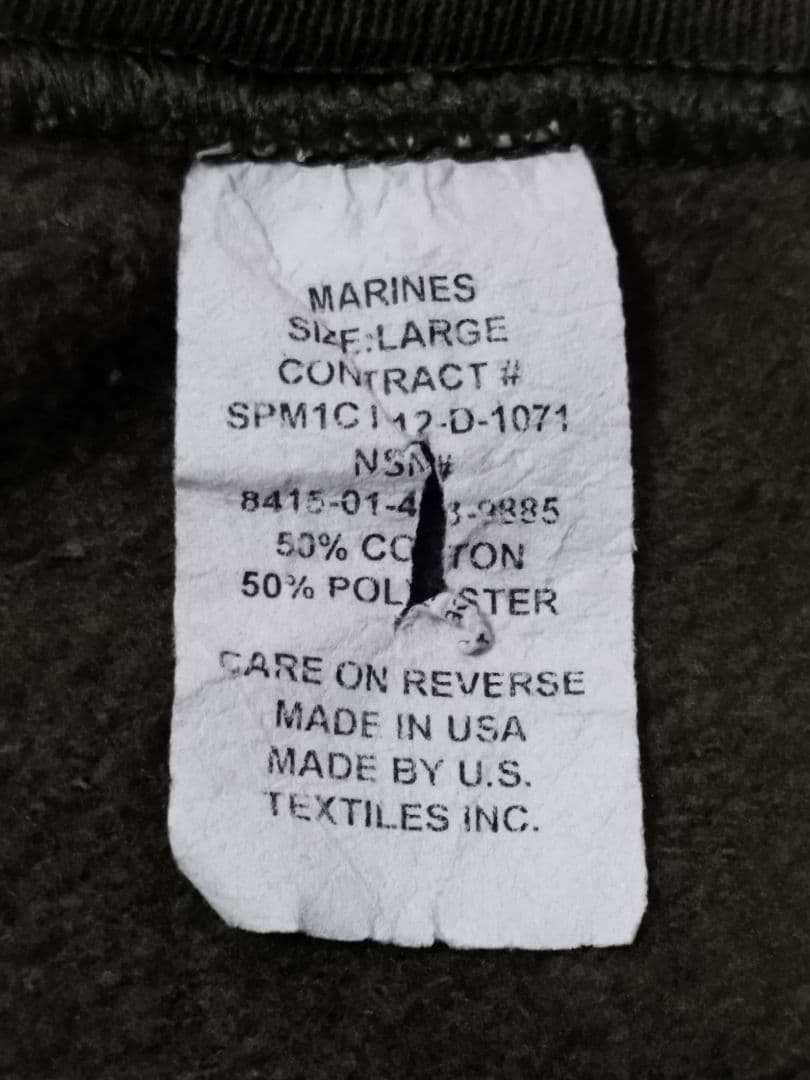 MARINES
SIZE:LARGE
CONTRACT #
SPM1C1-12-D-1071
NSN#
50% COTTON
50% POLYESTER
CARE ON REVERSE
MADE IN USA
MADE BY U.S.
TEXTILES INC.